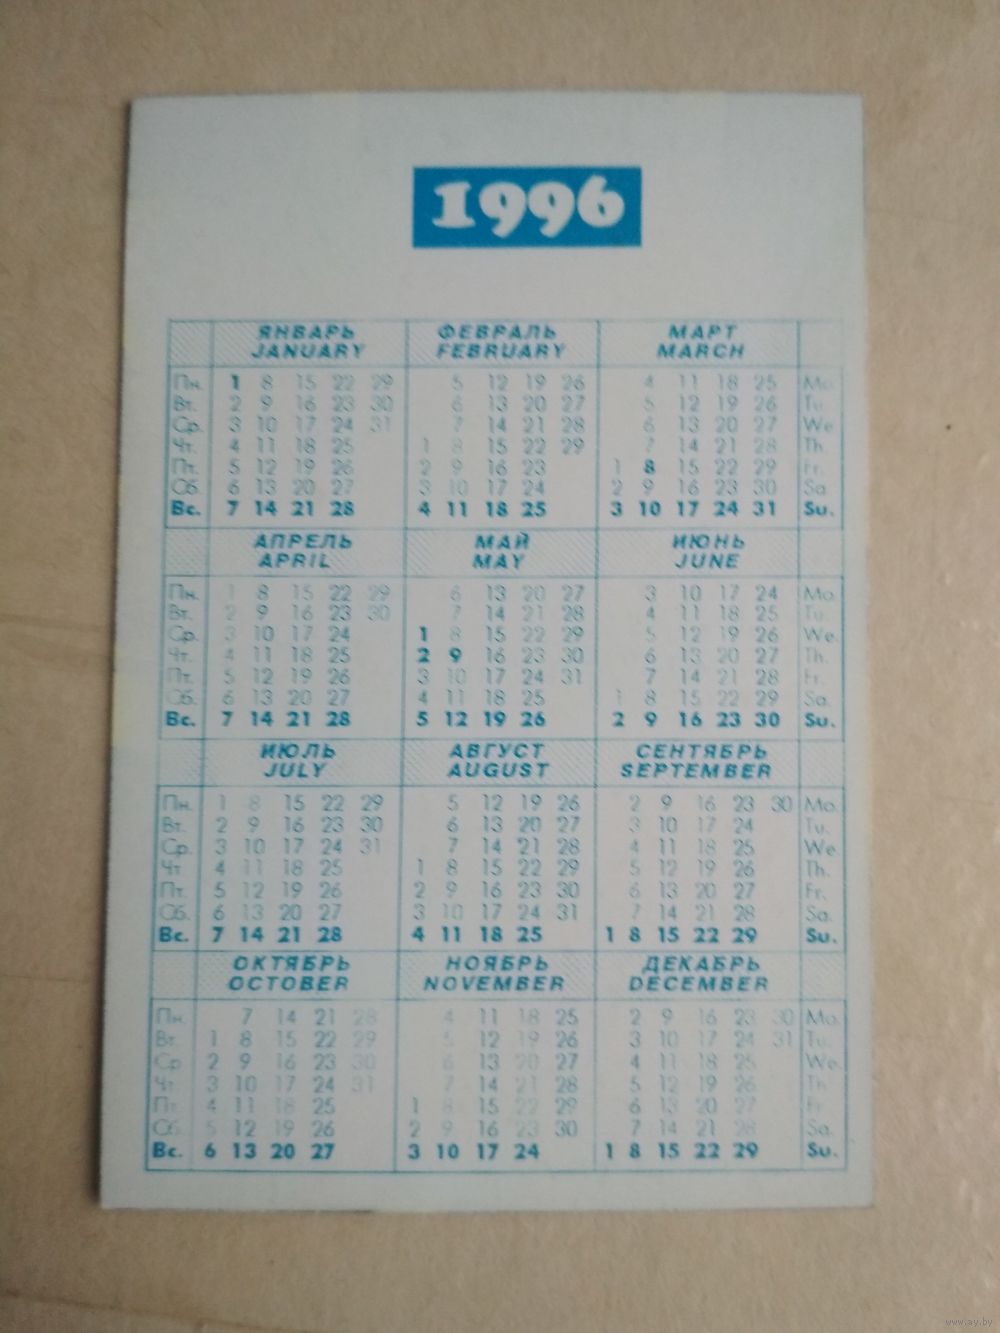 1996
ЯНВАРЬ ФЕВРАЛЬ МАРТ
JANUARY FEBRUARY MARCH
Пн. 1 8 15 22 29 5 12 19 26 4 11 18 25 Mo.
Вт. 2 9 16 23 30 6 13 20 27 5 12 19 26 Tu.
Ср. 3 10 17 24 31 7 14 21 28 6 13 20 27 We.
Чт. 4 11 18 25 1 8 15 22 29 7 14 21 28 Th.
Пт. 5 12 19 26 2 9 16 23 1 8 15 22 29 Fr.
Сб. 6 13 20 27 3 10 17 24 2 9 16 23 30 Sa.
Вс. 7 14 21 28 4 11 18 25 3 10 17 24 31 Su.
АПРЕЛЬ МАЙ ИЮНЬ
APRIL MAY JUNE
Пн. 1 8 15 22 29 6 13 20 27 3 10 17 24 Mo.
Вт. 2 9 16 23 30 7 14 21 28 4 11 18 25 Tu.
Ср. 3 10 17 24 1 8 15 22 29 5 12 19 26 We.
Чт. 4 11 18 25 2 9 16 23 30 6 13 20 27 Th.
Пт. 5 12 19 26 3 10 17 24 31 7 14 21 28 Fr.
Сб. 6 13 20 27 4 11 18 25 1 8 15 22 29 Sa.
Вс. 7 14 21 28 5 12 19 26 2 9 16 23 30 Su.
ИЮЛЬ АВГУСТ СЕНТЯБРЬ
JULY AUGUST SEPTEMBER
Пн. 1 8 15 22 29 5 12 19 26 2 9 16 23 30 Mo.
Вт. 2 9 16 23 30 6 13 20 27 3 10 17 24 Tu.
Ср. 3 10 17 24 31 7 14 21 28 4 11 18 25 We.
Чт. 4 11 18 25 1 8 15 22 29 5 12 19 26 Th.
Пт. 5 12 19 26 2 9 16 23 30 6 13 20 27 Fr.
Сб. 6 13 20 27 3 10 17 24 31 7 14 21 28 Sa.
Вс. 7 14 21 28 4 11 18 25 1 8 15 22 29 Su.
ОКТЯБРЬ НОЯБРЬ ДЕКАБРЬ
OCTOBER NOVEMBER DECEMBER
Пн. 7 14 21 28 4 11 18 25 2 9 16 23 30 Mo.
Вт. 1 8 15 22 29 5 12 19 26 3 10 17 24 31 Tu.
Ср. 2 9 16 23 30 6 13 20 27 4 11 18 25 We.
Чт. 3 10 17 24 31 7 14 21 28 5 12 19 26 Th.
Пт. 4 11 18 25 1 8 15 22 29 6 13 20 27 Fr.
Сб. 5 12 19 26 2 9 16 23 30 7 14 21 28 Sa.
Вс. 6 13 20 27 3 10 17 24 1 8 15 22 29 Su.
www.ay.by